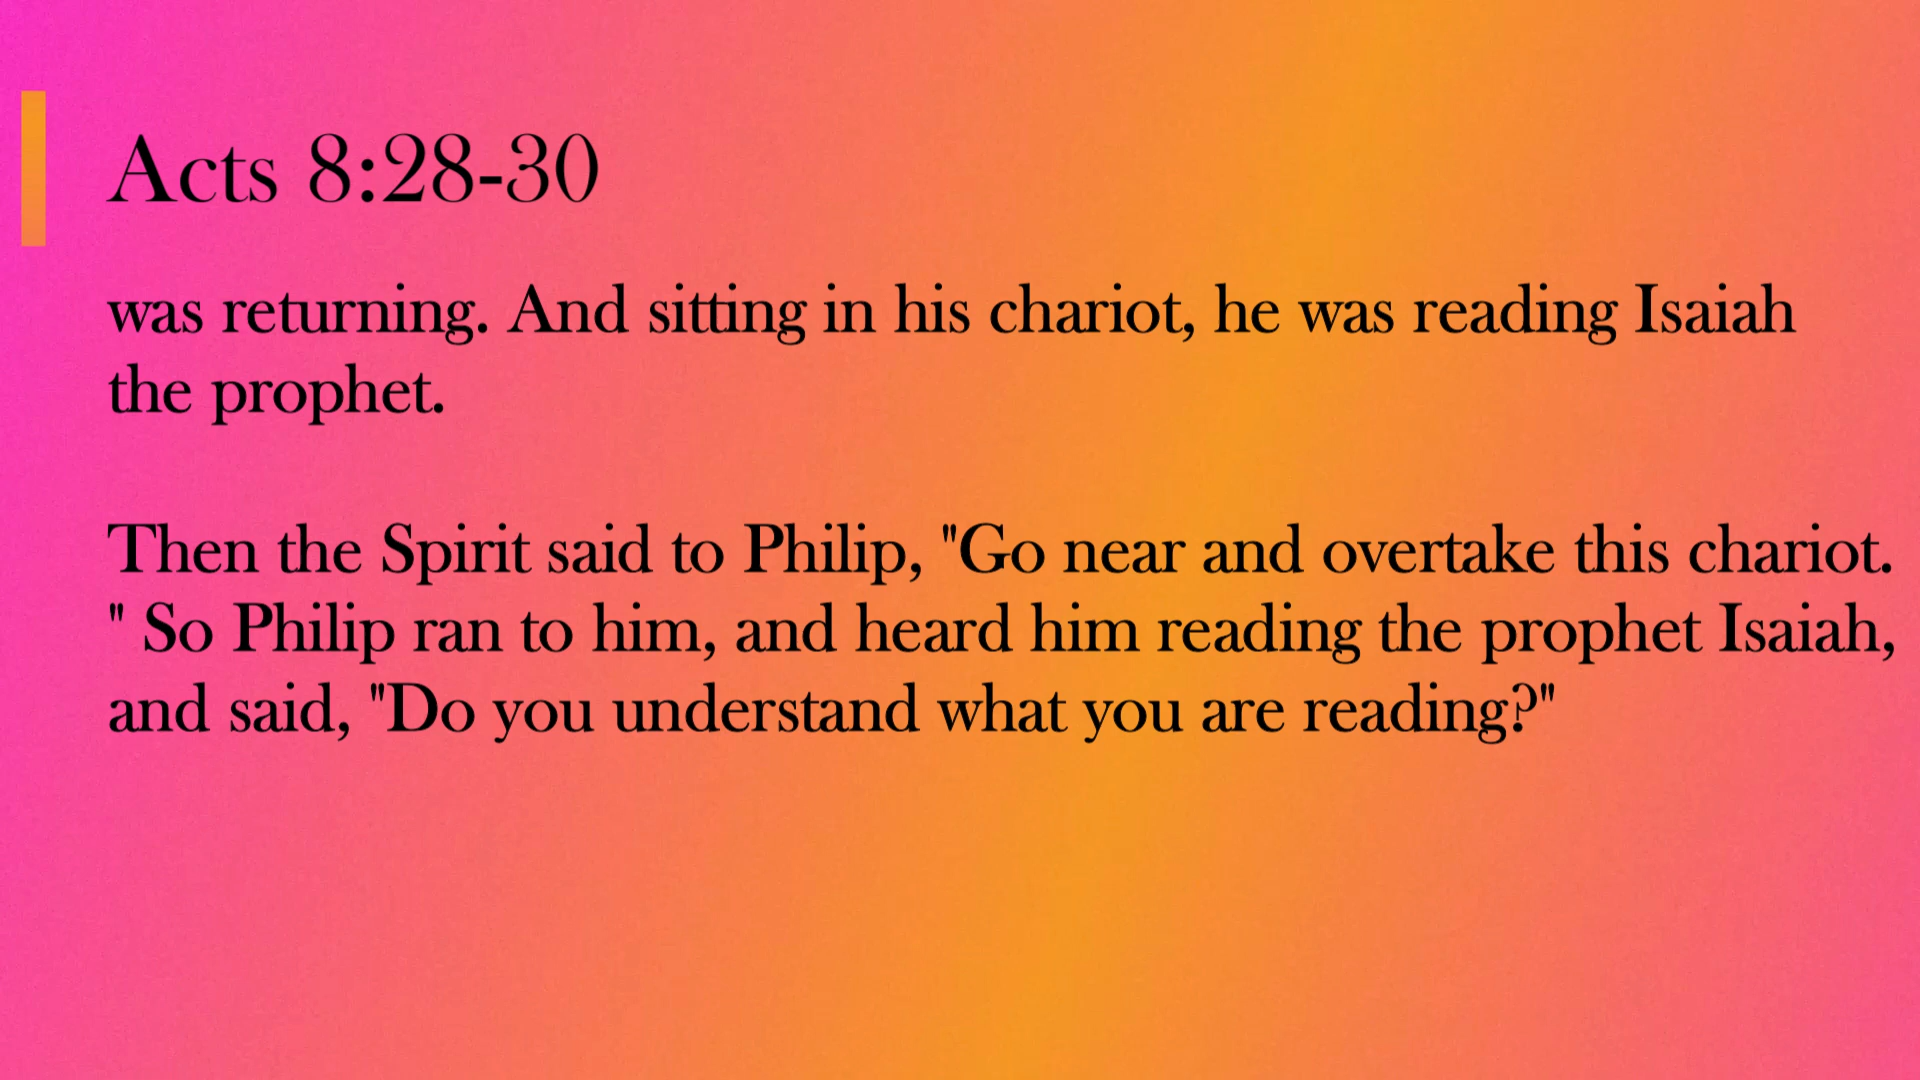 Acts 8:28-30
was returning. And sitting in his chariot, he was reading Isaiah
the prophet.
Then the Spirit said to Philip, "Go near and overtake this chariot.
" So Philip ran to him, and heard him reading the prophet Isaiah,
and said, "Do you understand what you are reading?"